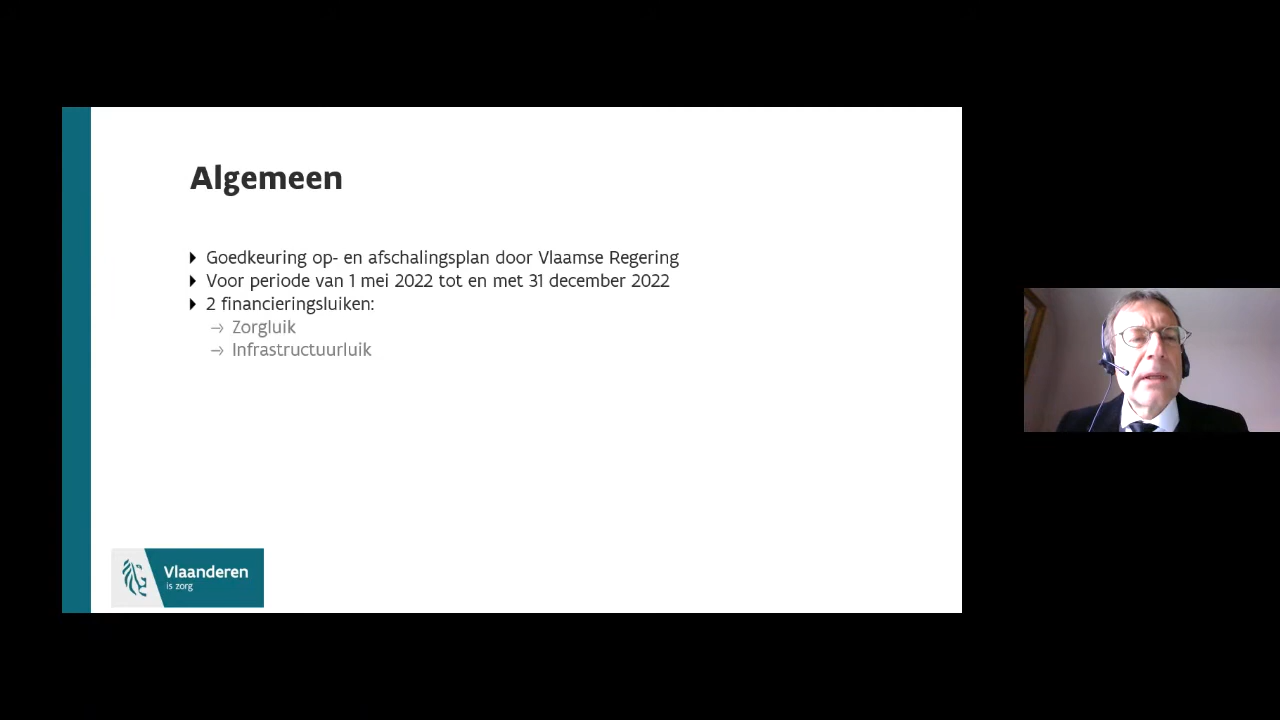 Algemeen
Goedkeuring op- en afschalingsplan door Vlaamse Regering
Voor periode van 1 mei 2022 tot en met 31 december 2022
2 financieringsluiken:
→ Zorgluik
→ Infrastructuurluik
Vlaanderen
is zorg